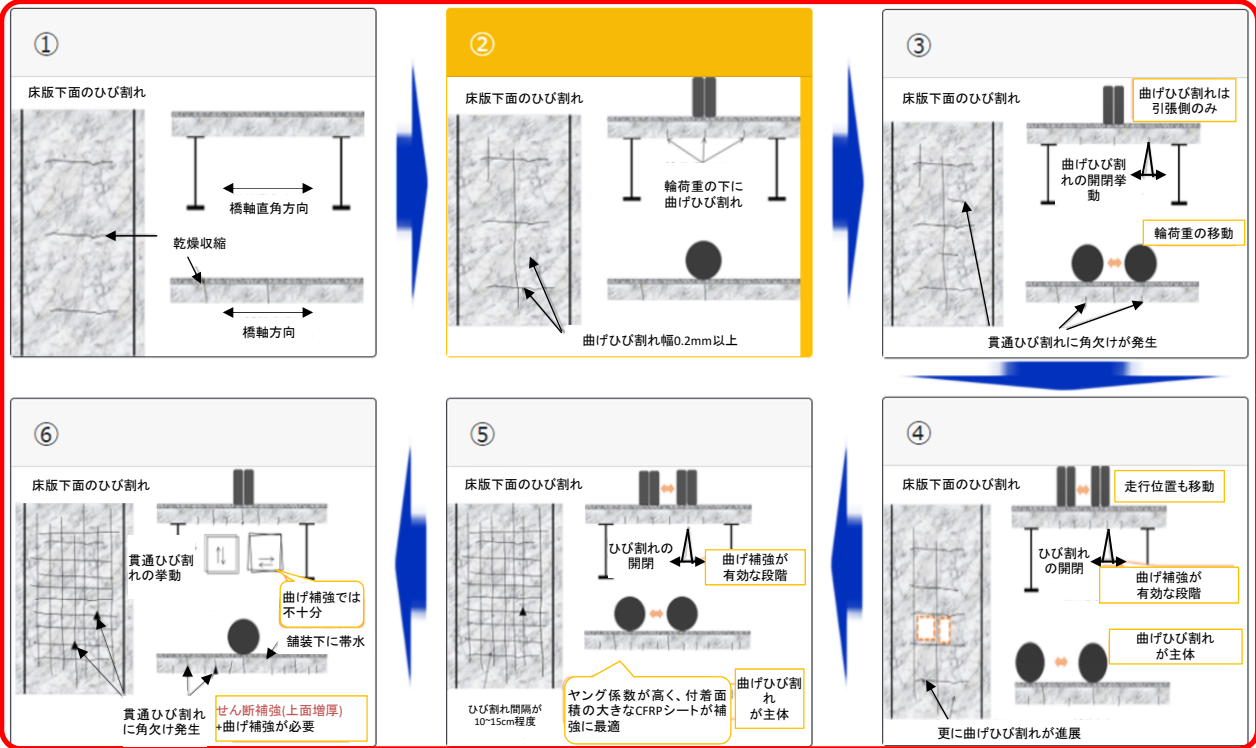 ①
床版下面のひび割れ
橋軸直角方向
乾燥収縮
橋軸方向
②
床版下面のひび割れ
輪荷重の下に
曲げひび割れ
曲げひび割れ幅0.2mm以上
③
床版下面のひび割れ
曲げひび割れは
引張側のみ
曲げひび割
れの開閉挙
動
輪荷重の移動
貫通ひび割れに角欠けが発生
④
床版下面のひび割れ
走行位置も移動
ひび割れ
の開閉
曲げ補強が
有効な段階
曲げひび割れ
が主体
更に曲げひび割れが進展
⑤
床版下面のひび割れ
ひび割れの
開閉
曲げ補強が
有効な段階
ヤング係数が高く、付着面
積の大きなCFRPシートが補
強に最適
曲げひび割
れ
が主体
ひび割れ間隔が
10~15cm程度
⑥
床版下面のひび割れ
貫通ひび割
れの挙動
曲げ補強では
不十分
舗装下に帯水
貫通ひび割れ
に角欠け発生
せん断補強(上面増厚)
+曲げ補強が必要